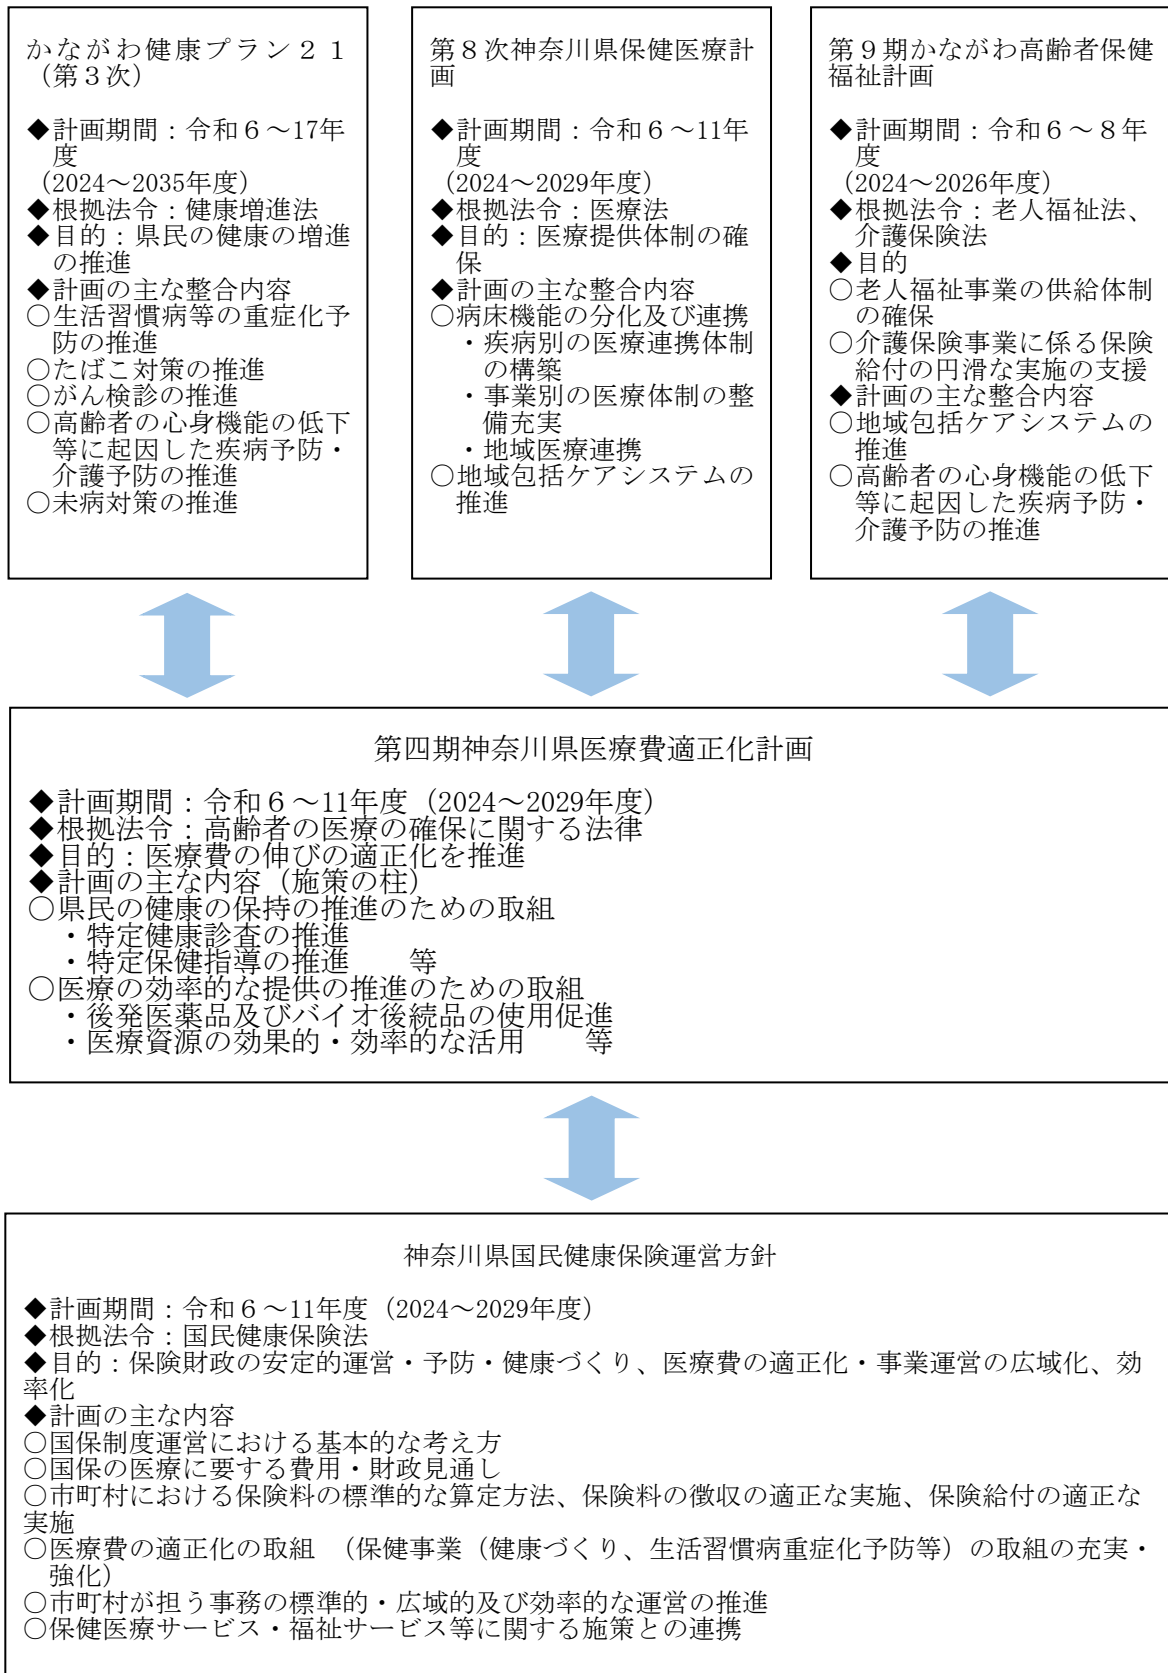 かながわ健康プラン２１
（第３次）
◆計画期間：令和６～17年
度
（2024～2035年度）
◆根拠法令：健康増進法
◆目的：県民の健康の増進
の推進
◆計画の主な整合内容
○生活習慣病等の重症化予
防の推進
○たばこ対策の推進
○がん検診の推進
○高齢者の心身機能の低下
等に起因した疾病予防・
介護予防の推進
○未病対策の推進
第８次神奈川県保健医療計
画
◆計画期間：令和６～11年
度
（2024～2029年度）
◆根拠法令：医療法
◆目的：医療提供体制の確
保
◆計画の主な整合内容
○病床機能の分化及び連携
・疾病別の医療連携体制
の構築
・事業別の医療体制の整
備充実
・地域医療連携
○地域包括ケアシステムの
推進
第９期かながわ高齢者保健
福祉計画
◆計画期間：令和６～８年
度
（2024～2026年度）
◆根拠法令：老人福祉法、
介護保険法
◆目的
○老人福祉事業の供給体制
の確保
○介護保険事業に係る保険
給付の円滑な実施の支援
◆計画の主な整合内容
○地域包括ケアシステムの
推進
○高齢者の心身機能の低下
等に起因した疾病予防・
介護予防の推進
第四期神奈川県医療費適正化計画
◆計画期間：令和６～11年度（2024～2029年度）
◆根拠法令：高齢者の医療の確保に関する法律
◆目的：医療費の伸びの適正化を推進
◆計画の主な内容（施策の柱）
○県民の健康の保持の推進のための取組
・特定健康診査の推進
・特定保健指導の推進　　等
○医療の効率的な提供の推進のための取組
・後発医薬品及びバイオ後続品の使用促進
・医療資源の効果的・効率的な活用　　等
神奈川県国民健康保険運営方針
◆計画期間：令和６～11年度（2024～2029年度）
◆根拠法令：国民健康保険法
◆目的：保険財政の安定的運営・予防・健康づくり、医療費の適正化・事業運営の広域化、効
率化
◆計画の主な内容
○国保制度運営における基本的な考え方
○国保の医療に要する費用・財政見通し
○市町村における保険料の標準的な算定方法、保険料の徴収の適正な実施、保険給付の適正な
実施
○医療費の適正化の取組　（保健事業（健康づくり、生活習慣病重症化予防等）の取組の充実・
強化）
○市町村が担う事務の標準的・広域的及び効率的な運営の推進
○保健医療サービス・福祉サービス等に関する施策との連携